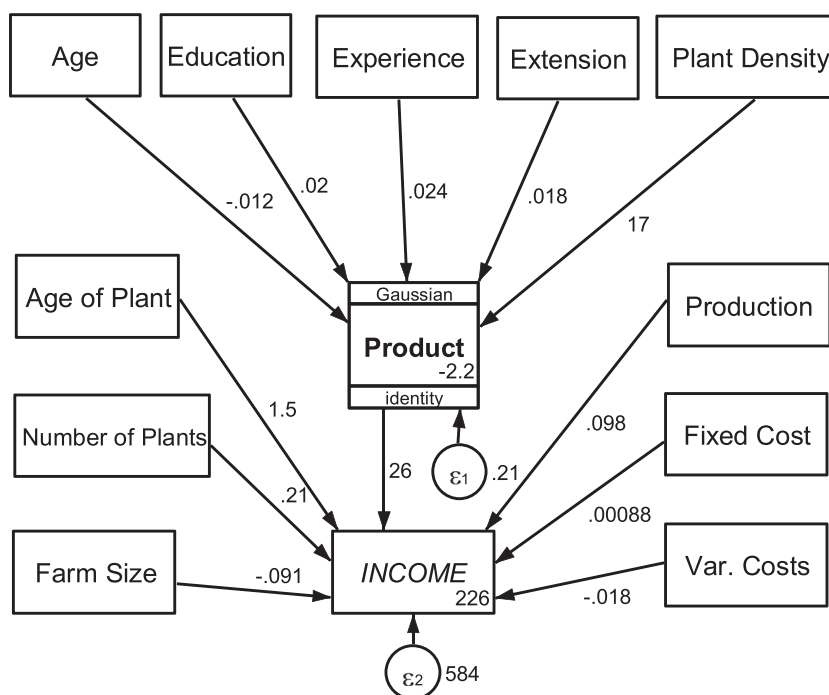 Age
Education
Experience
Extension
Plant Density
-.012
.02
.024
.018
17
Age of Plant
Gaussian
Product
-2.2
identity
Production
Number of Plants
1.5
.21
26
ε1
.21
.098
Fixed Cost
.00088
Farm Size
-.091
INCOME
226
Var. Costs
-.018
ε2
584